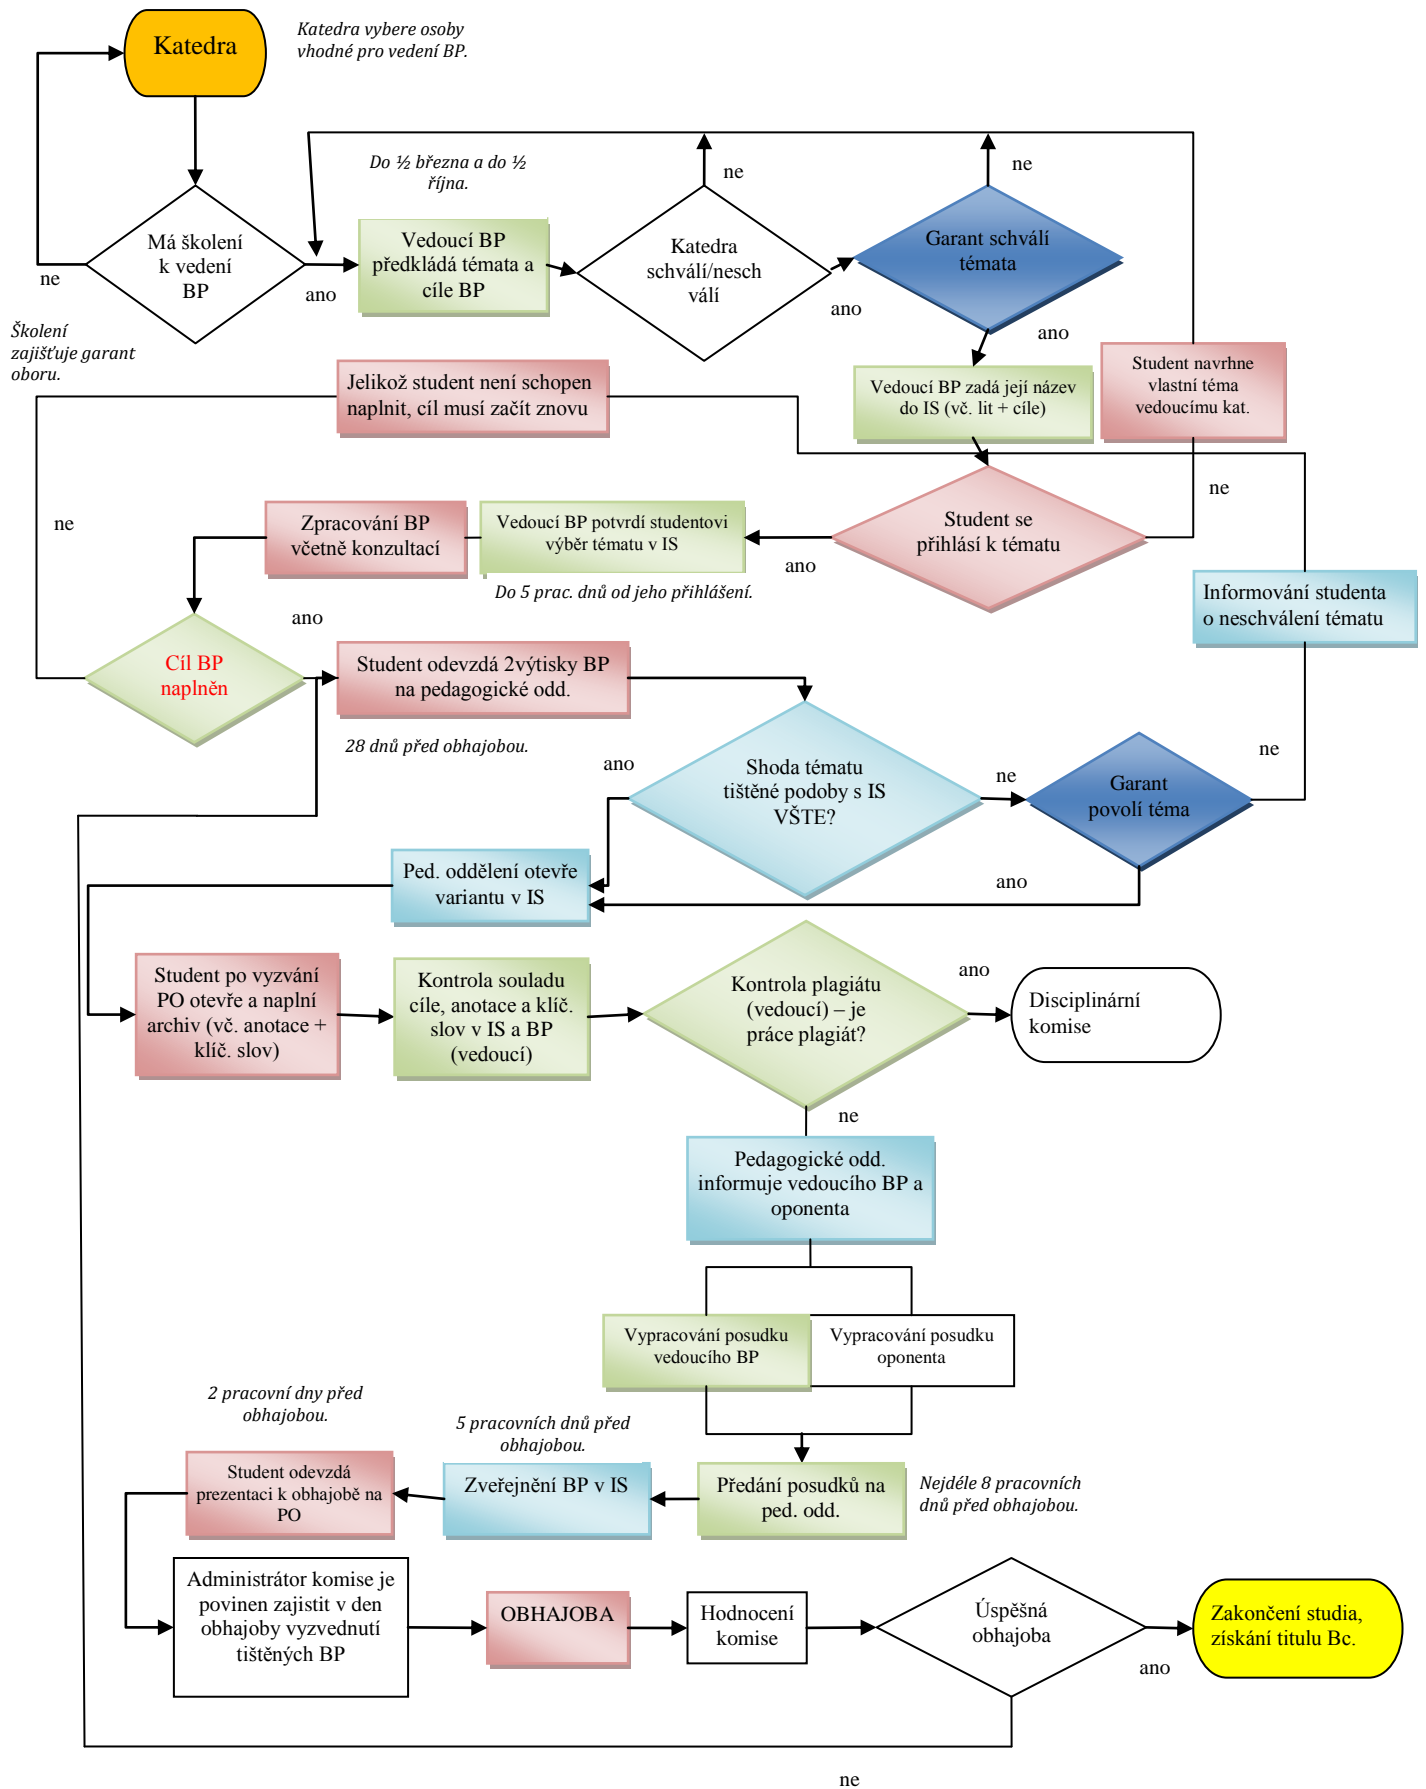 Katedra
Katedra vybere osoby
vhodné pro vedení BP.
Do ½ března a do ½
října.
ne
ne
Má školení
k vedení
BP
ne
ano
Vedoucí BP
předkládá témata a
cíle BP
Katedra
schválí/nesch
válí
ano
Garant schválí
témata
ano
Školení
zajišťuje garant
oboru.
Jelikož student není schopen
naplnit, cíl musí začít znovu
Vedoucí BP zadá její název
do IS (vč. lit + cíle)
Student navrhne
vlastní téma
vedoucímu kat.
ne
ne
Zpracování BP
včetně konzultací
Vedoucí BP potvrdí studentovi
výběr tématu v IS
Do 5 prac. dnů od jeho přihlášení.
ano
Student se
přihlásí k tématu
Informování studenta
o neschválení tématu
ano
Cíl BP
naplněn
Student odevzdá 2výtisky BP
na pedagogické odd.
28 dnů před obhajobou.
ano
Shoda tématu
tištěné podoby s IS
VŠTE?
ne
Garant
povolí téma
ne
ano
Ped. oddělení otevře
variantu v IS
Student po vyzvání
PO otevře a naplní
archiv (vč. anotace +
klíč. slov)
Kontrola souladu
cíle, anotace a klíč.
slov v IS a BP
(vedoucí)
Kontrola plagiátu
(vedoucí) – je
práce plagiát?
ano
Disciplinární
komise
ne
Pedagogické odd.
informuje vedoucího BP a
oponenta
Vypracování posudku
vedoucího BP
Vypracování posudku
oponenta
2 pracovní dny před
obhajobou.
5 pracovních dnů před
obhajobou.
Student odevzdá
prezentaci k obhajobě na
PO
Zveřejnění BP v IS
Předání posudků na
ped. odd.
Nejdéle 8 pracovních
dnů před obhajobou.
Administrátor komise je
povinen zajistit v den
obhajoby vyzvednutí
tištěných BP
OBHAJOBA
Hodnocení
komise
Úspěšná
obhajoba
ano
Zakončení studia,
získání titulu Bc.
ne